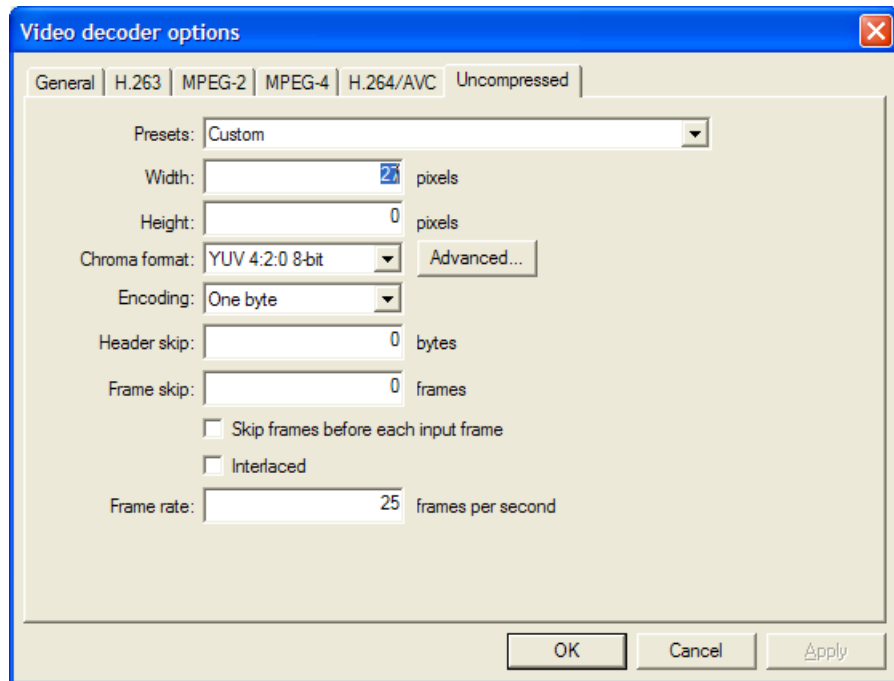 Video decoder options
General H.263 MPEG-2 MPEG-4 H.264/AVC Uncompressed
Presets: Custom
Width: 27 pixels
Height: 0 pixels
Chroma format: YUV 4:2:0 8-bit Advanced...
Encoding: One byte
Header skip: 0 bytes
Frame skip: 0 frames
Skip frames before each input frame
Interlaced
Frame rate: 25 frames per second
OK Cancel Apply